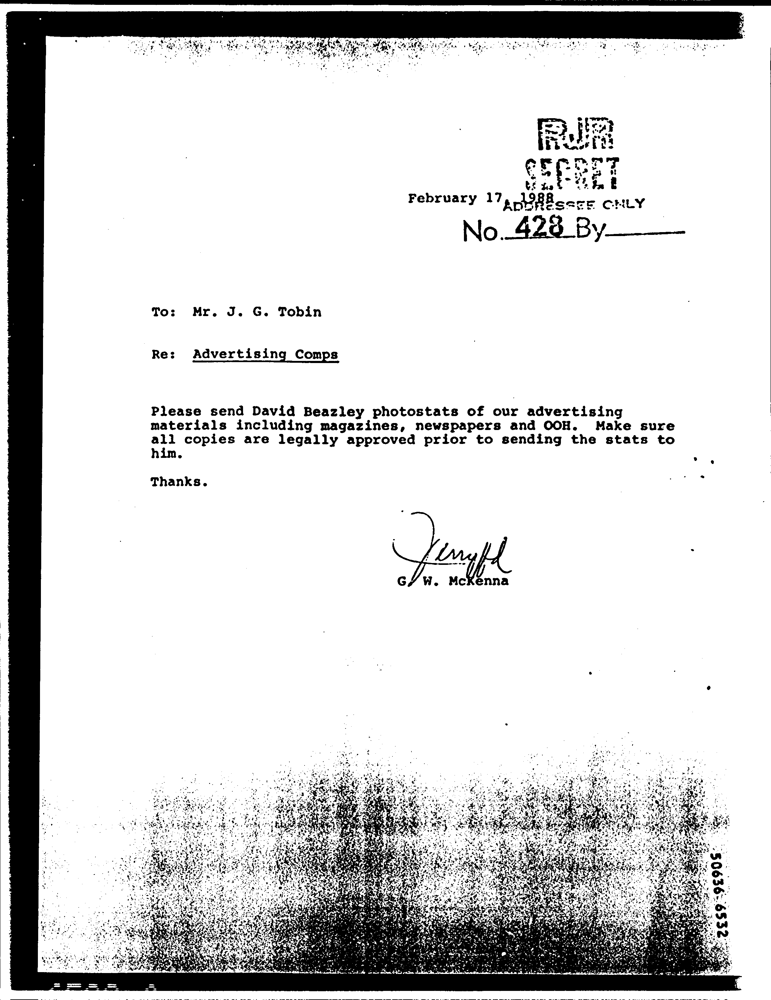 RJR
SECRET
February 17, 1988
ADDRESSEE ONLY
No. 428 By
To: Mr. J. G. Tobin
Re: Advertising Comps
Please send David Beazley photostats of our advertising
materials including magazines, newspapers and OOH. Make sure
all copies are legally approved prior to sending the stats to
him.
Thanks.
G. W. McKenna
50636 6532